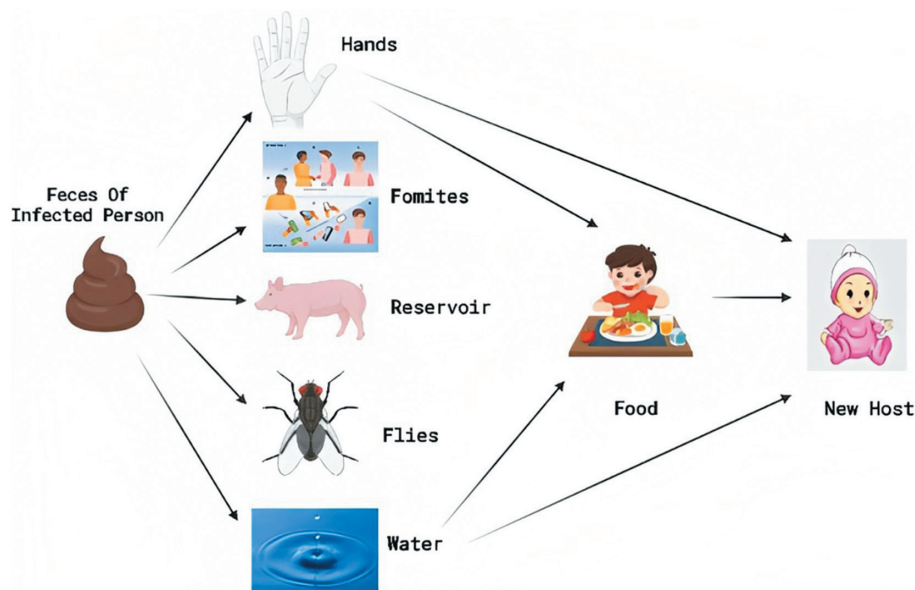 Hands
Feces Of
Infected Person
Fomites
Reservoir
Flies
Food
New Host
Water